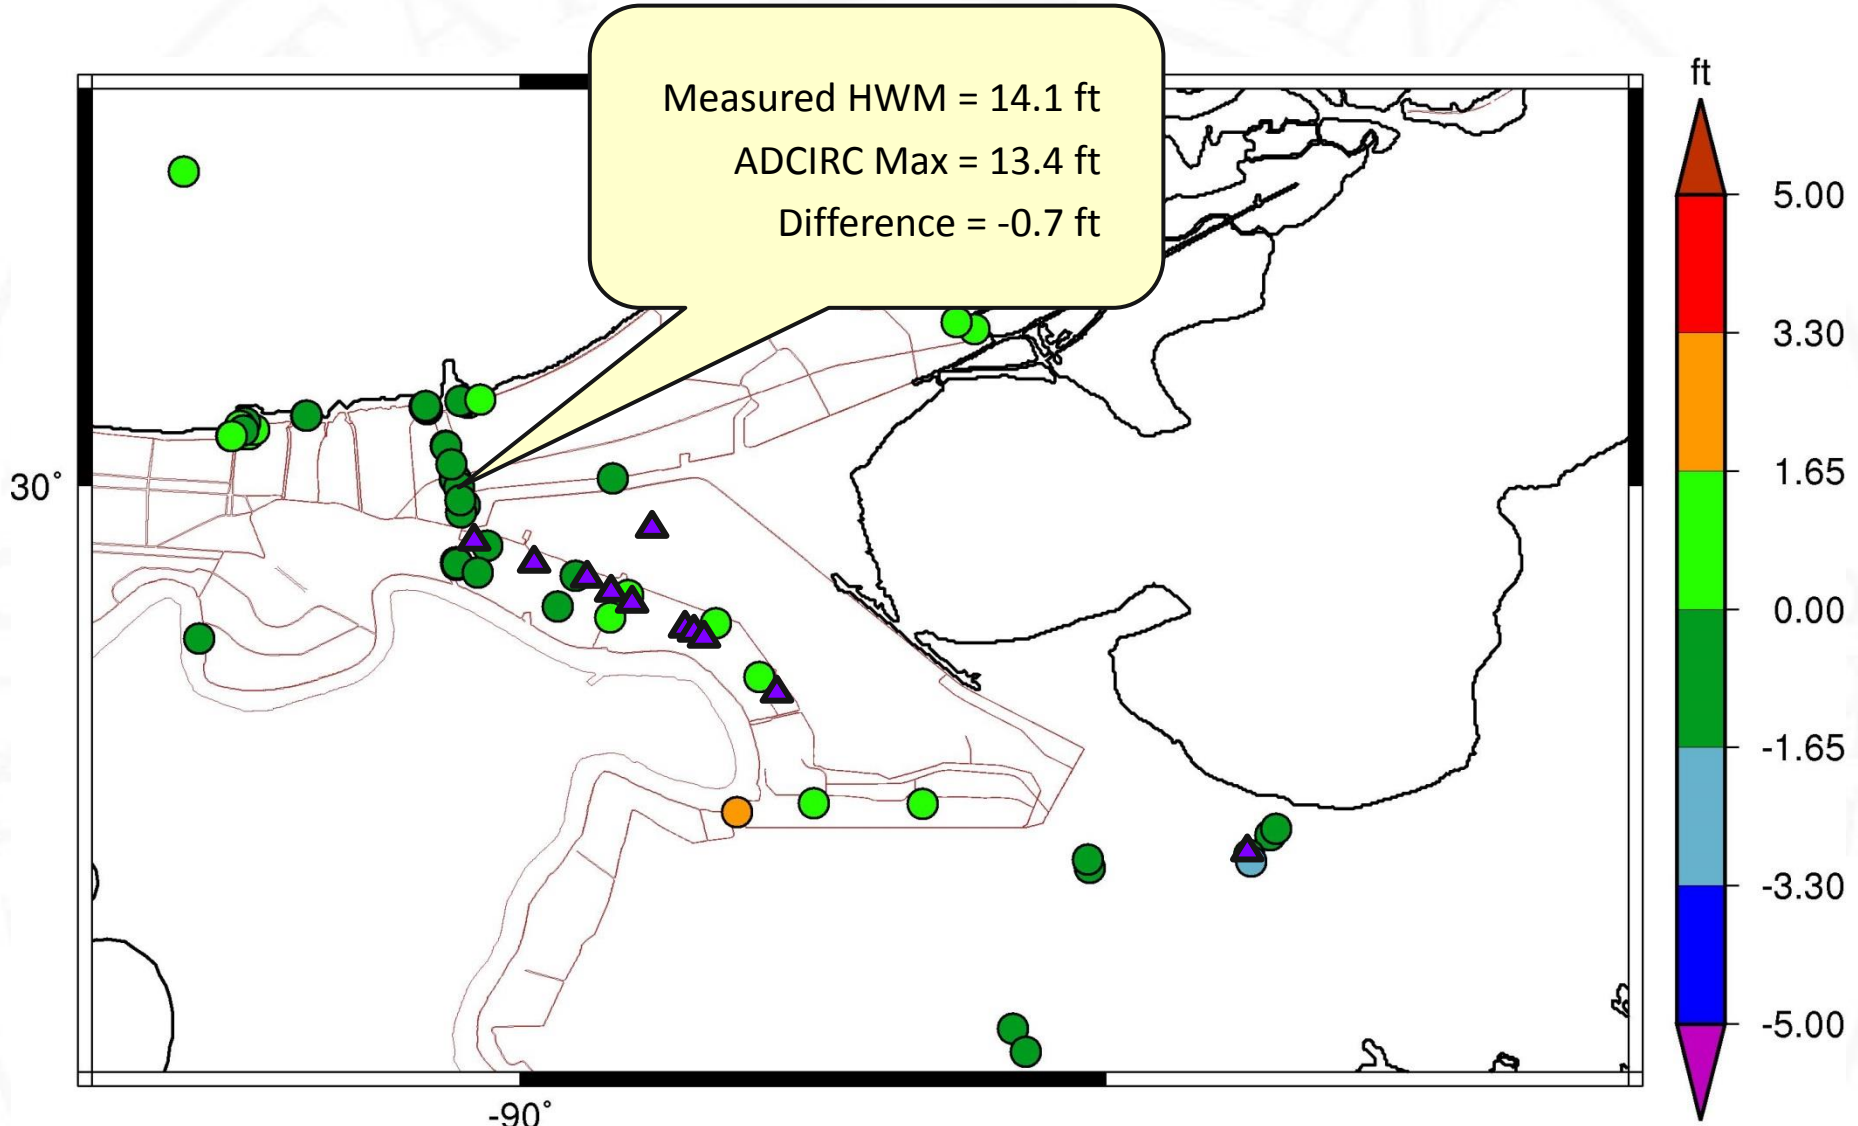 Measured HWM = 14.1 ft
ADCIRC Max = 13.4 ft
Difference = -0.7 ft
ft
5.00
3.30
1.65
0.00
-1.65
-3.30
-5.00
30°
-90°